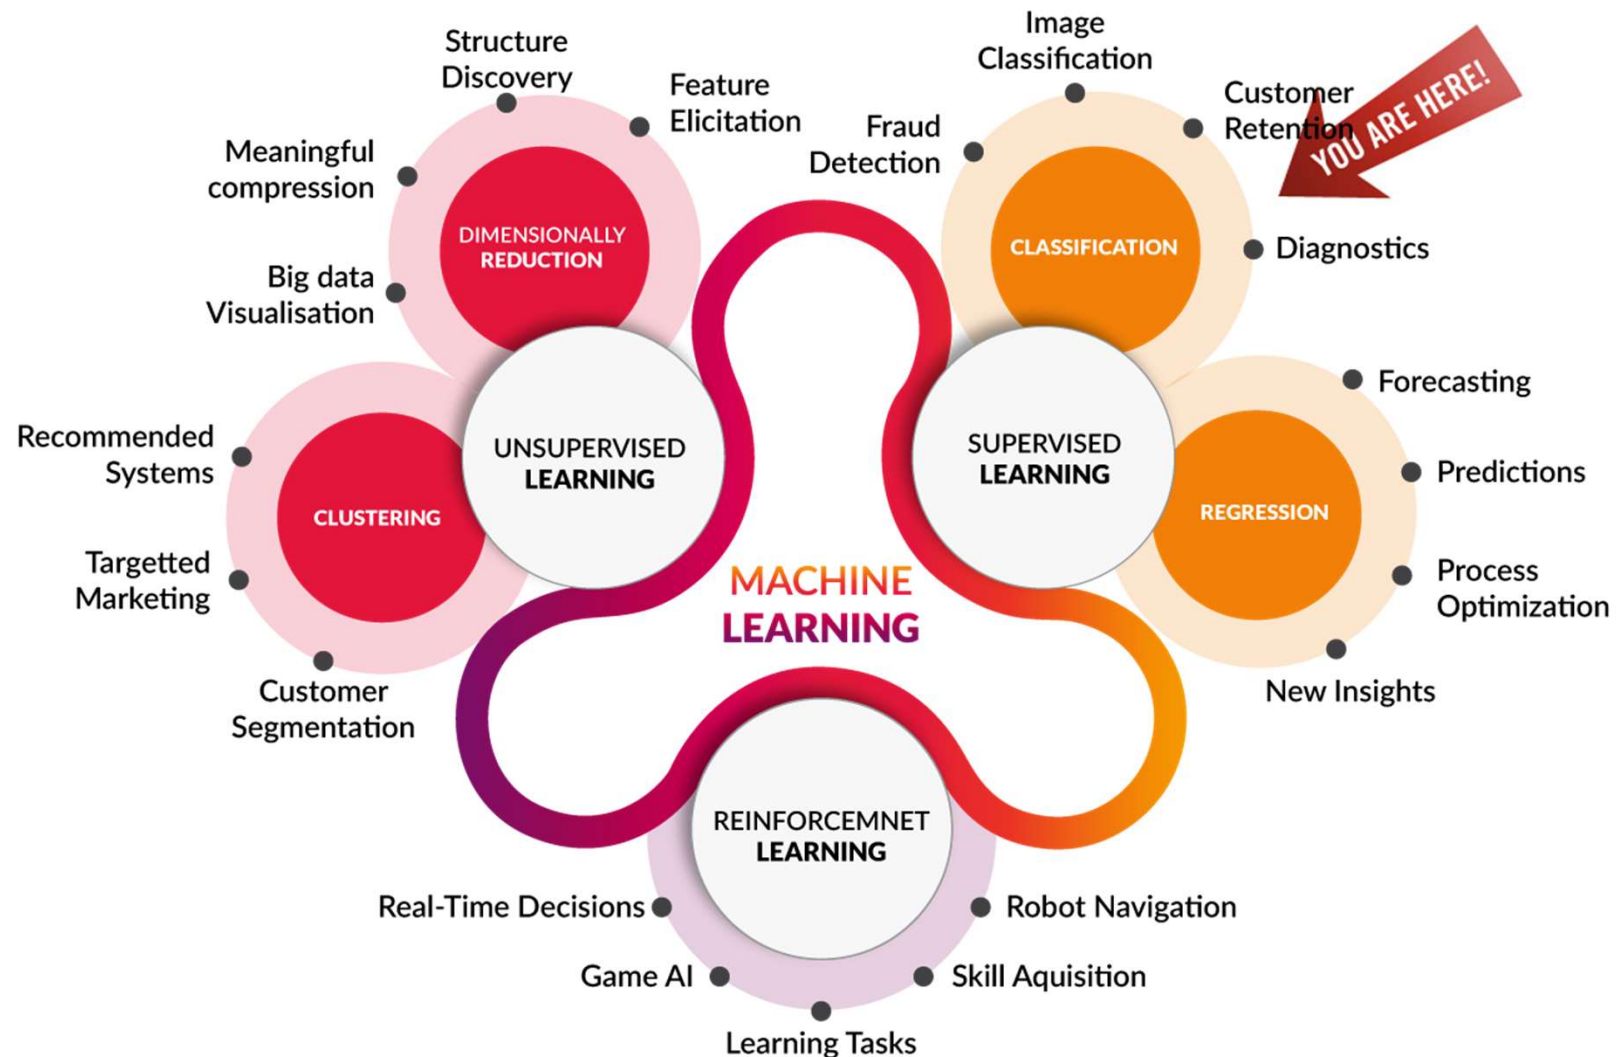 Structure
Discovery
Feature
Elicitation
Meaningful
compression
Big data
Visualisation
DIMENSIONALLY
REDUCTION
Recommended
Systems
Targetted
Marketing
Customer
Segmentation
CLUSTERING
UNSUPERVISED
LEARNING
Image
Classification
Fraud
Detection
Customer
Retention
YOU ARE HERE!
Diagnostics
CLASSIFICATION
SUPERVISED
LEARNING
Forecasting
Predictions
Process
Optimization
New Insights
REGRESSION
MACHINE
LEARNING
REINFORCEMNET
LEARNING
Real-Time Decisions
Game AI
Learning Tasks
Skill Aquisition
Robot Navigation